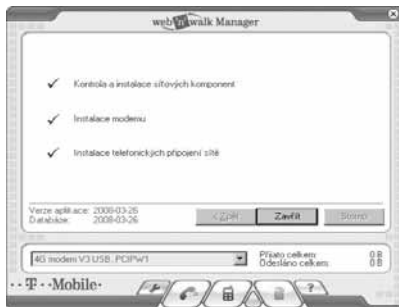 web'n'walk Manager
Kontrola a instalace síťových komponent
Instalace modemu
Instalace telefonických připojení sítě
Verze aplikace: 2008-03-26
Databáze: 2008-03-26
< Zpět
Zavřít
Storno
4G modem V3 USB, PCIPW1
Přijato celkem: 0 B
Odesláno celkem: 0 B
T·Mobile·
?